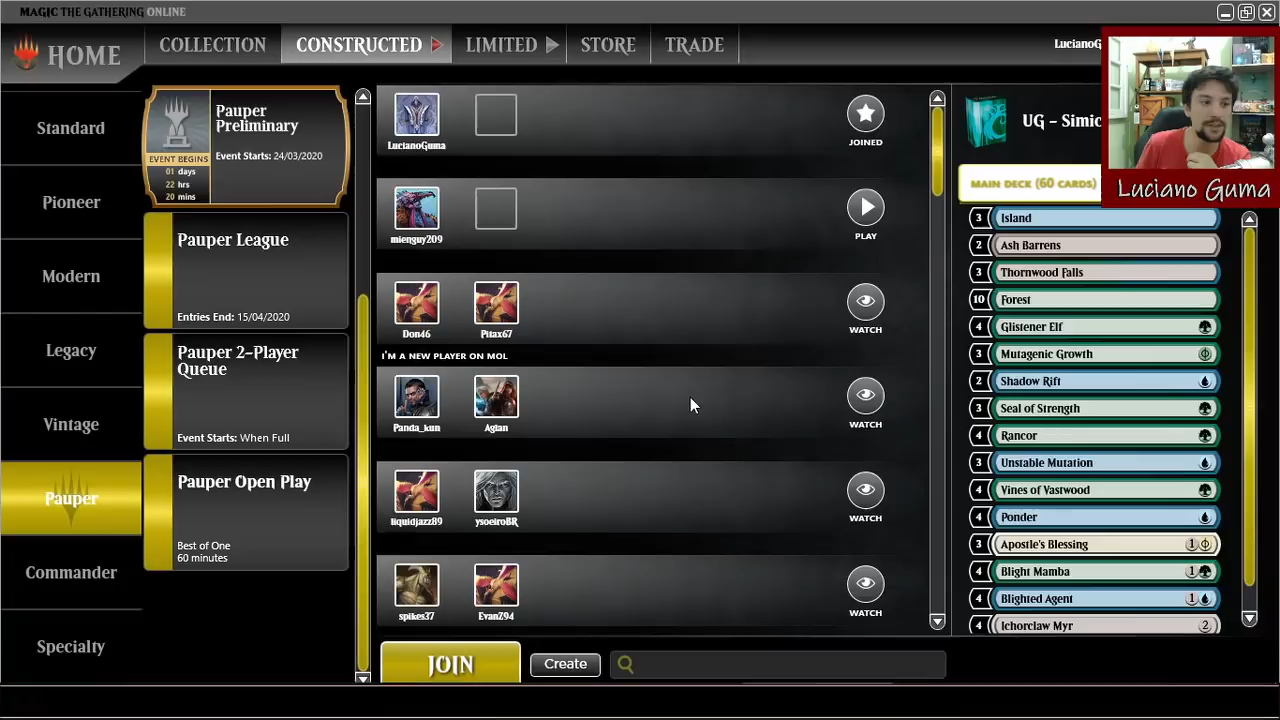 MAGIC THE GATHERING ONLINE
HOME
COLLECTION
CONSTRUCTED
LIMITED
STORE
TRADE
LucianoG
Standard
Pioneer
Modern
Legacy
Vintage
Pauper
Commander
Specialty
Pauper
Preliminary
Event Starts: 24/03/2020
EVENT BEGINS
01 days
22 hrs
20 mins
Pauper League
Entries End: 15/04/2020
Pauper 2-Player
Queue
Event Starts: When Full
Pauper Open Play
Best of One
60 minutes
LucianoGuma
JOINED
mienguy209
PLAY
Don46
Pitax67
WATCH
I'M A NEW PLAYER ON MOL
Panda_kun
Agtan
WATCH
liquidjazz89
ysoeiroBR
WATCH
spikes37
EvanZ94
WATCH
JOIN
Create
UG - Simic
MAIN DECK (60 CARDS)
Luciano Guma
3 Island
2 Ash Barrens
3 Thornwood Falls
10 Forest
4 Glistener Elf
3 Mutagenic Growth
2 Shadow Rift
3 Seal of Strength
4 Rancor
3 Unstable Mutation
4 Vines of Vastwood
4 Ponder
3 Apostle's Blessing 1
4 Blight Mamba 1
4 Blighted Agent 1
4 Ichorclaw Myr 2